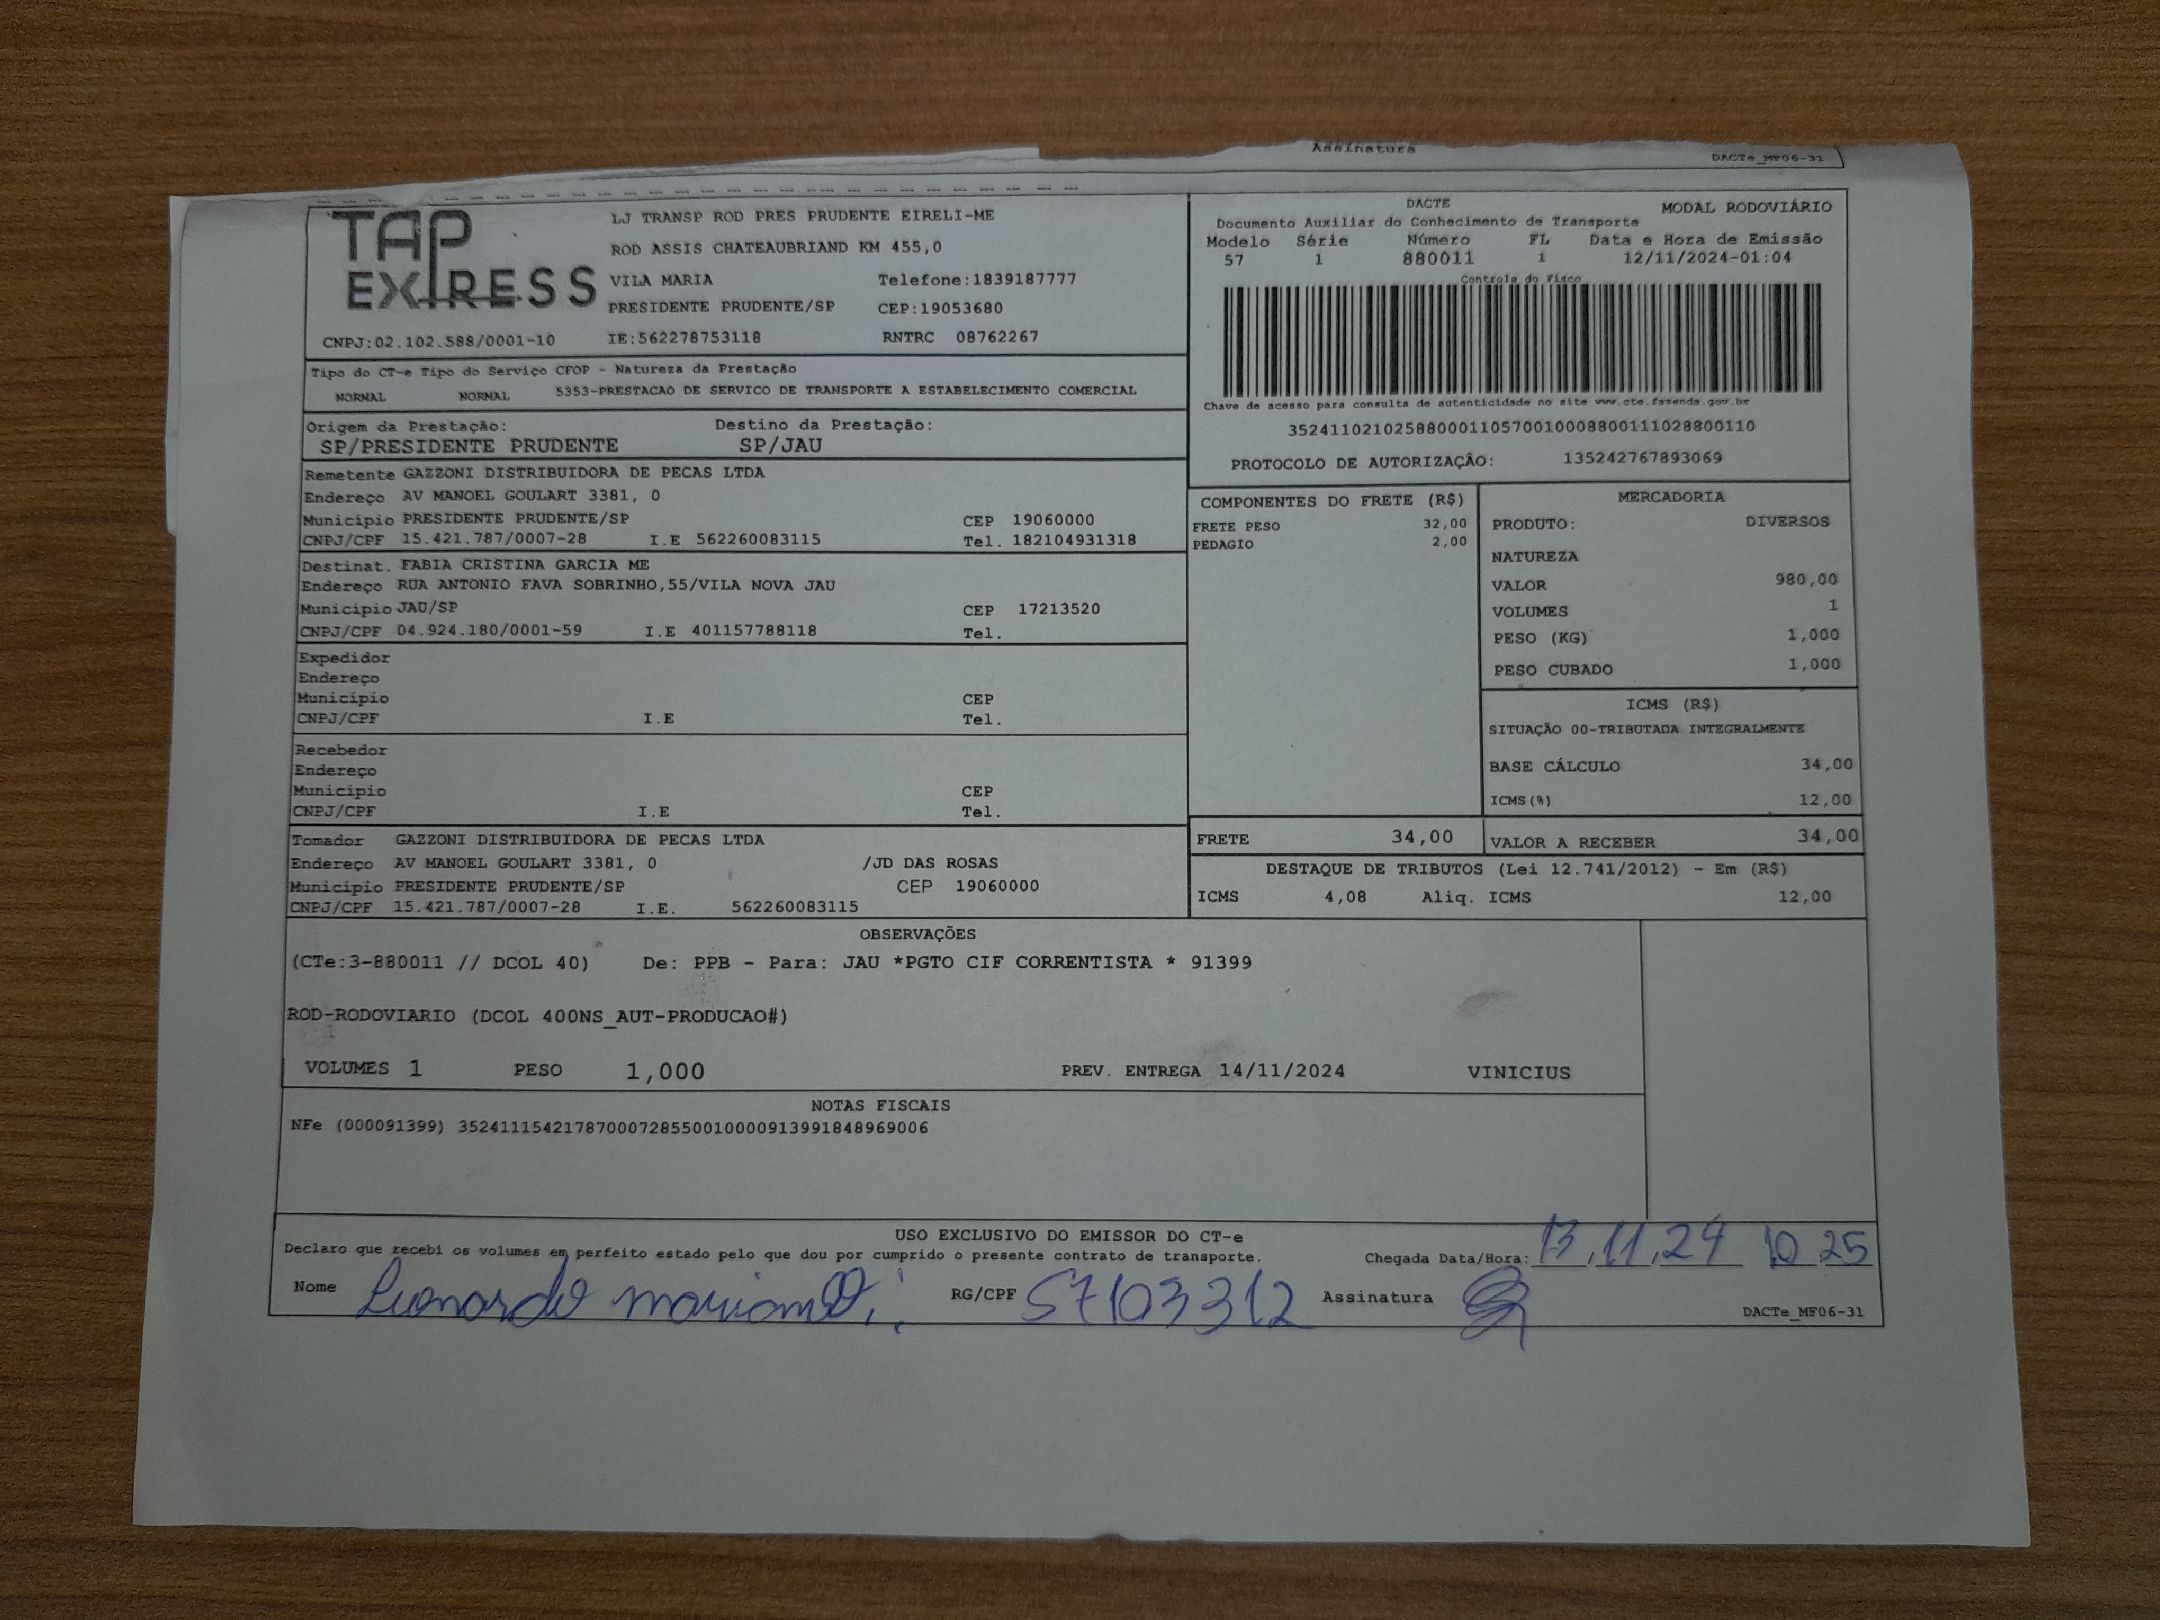 Assinatura
DACTe_MF06-31
TAP EXPRESS
LJ TRANSP ROD PRES PRUDENTE EIRELI-ME
ROD ASSIS CHATEAUBRIAND KM 455,0
VILA MARIA Telefone:1839187777
PRESIDENTE PRUDENTE/SP CEP:19053680
CNPJ:02.102.588/0001-10 IE:562278753118 RNTRC 08762267
DACTE MODAL RODOVIÁRIO
Documento Auxiliar do Conhecimento de Transporte
Modelo Série Número FL Data e Hora de Emissão
57 1 880011 1 12/11/2024-01:04
Controle do Fisco
Chave de acesso para consulta de autenticidade no site www.cte.fazenda.gov.br
35241102102588000110570010008800111028800110
PROTOCOLO DE AUTORIZAÇÂO: 135242767893069
Tipo do CT-e Tipo do Serviço CFOP - Natureza da Prestação
NORMAL NORMAL 5353-PRESTACAO DE SERVICO DE TRANSPORTE A ESTABELECIMENTO COMERCIAL
Origem da Prestação: Destino da Prestação:
SP/PRESIDENTE PRUDENTE SP/JAU
Remetente GAZZONI DISTRIBUIDORA DE PECAS LTDA
Endereço AV MANOEL GOULART 3381, 0
Município PRESIDENTE PRUDENTE/SP CEP 19060000
CNPJ/CPF 15.421.787/0007-28 I.E 562260083115 Tel. 182104931318
Destinat. FABIA CRISTINA GARCIA ME
Endereço RUA ANTONIO FAVA SOBRINHO,55/VILA NOVA JAU
Município JAU/SP CEP 17213520
CNPJ/CPF 04.924.180/0001-59 I.E 401157788118 Tel.
Expedidor
Endereço
Município CEP
CNPJ/CPF I.E Tel.
Recebedor
Endereço
Município CEP
CNPJ/CPF I.E Tel.
Tomador GAZZONI DISTRIBUIDORA DE PECAS LTDA
Endereço AV MANOEL GOULART 3381, 0 /JD DAS ROSAS
Município PRESIDENTE PRUDENTE/SP CEP 19060000
CNPJ/CPF 15.421.787/0007-28 I.E. 562260083115
COMPONENTES DO FRETE (R$)
FRETE PESO 32,00
PEDAGIO 2,00
MERCADORIA
PRODUTO: DIVERSOS
NATUREZA
VALOR 980,00
VOLUMES 1
PESO (KG) 1,000
PESO CUBADO 1,000
ICMS (R$)
SITUAÇÃO 00-TRIBUTADA INTEGRALMENTE
BASE CÁLCULO 34,00
ICMS(%) 12,00
FRETE 34,00 VALOR A RECEBER 34,00
DESTAQUE DE TRIBUTOS (Lei 12.741/2012) - Em (R$)
ICMS 4,08 Aliq. ICMS 12,00
OBSERVAÇÕES
(CTe:3-880011 // DCOL 40) De: PPB - Para: JAU *PGTO CIF CORRENTISTA * 91399
ROD-RODOVIARIO (DCOL 400NS_AUT-PRODUCAO#)
VOLUMES 1 PESO 1,000 PREV. ENTREGA 14/11/2024 VINICIUS
NOTAS FISCAIS
NFe (000091399) 35241115421787000728550010000913991848969006
USO EXCLUSIVO DO EMISSOR DO CT-e
Declaro que recebi os volumes em perfeito estado pelo que dou por cumprido o presente contrato de transporte. Chegada Data/Hora: 13,11,24 10 25
Nome Leonardo RG/CPF 57103312 Assinatura
DACTe_MF06-31